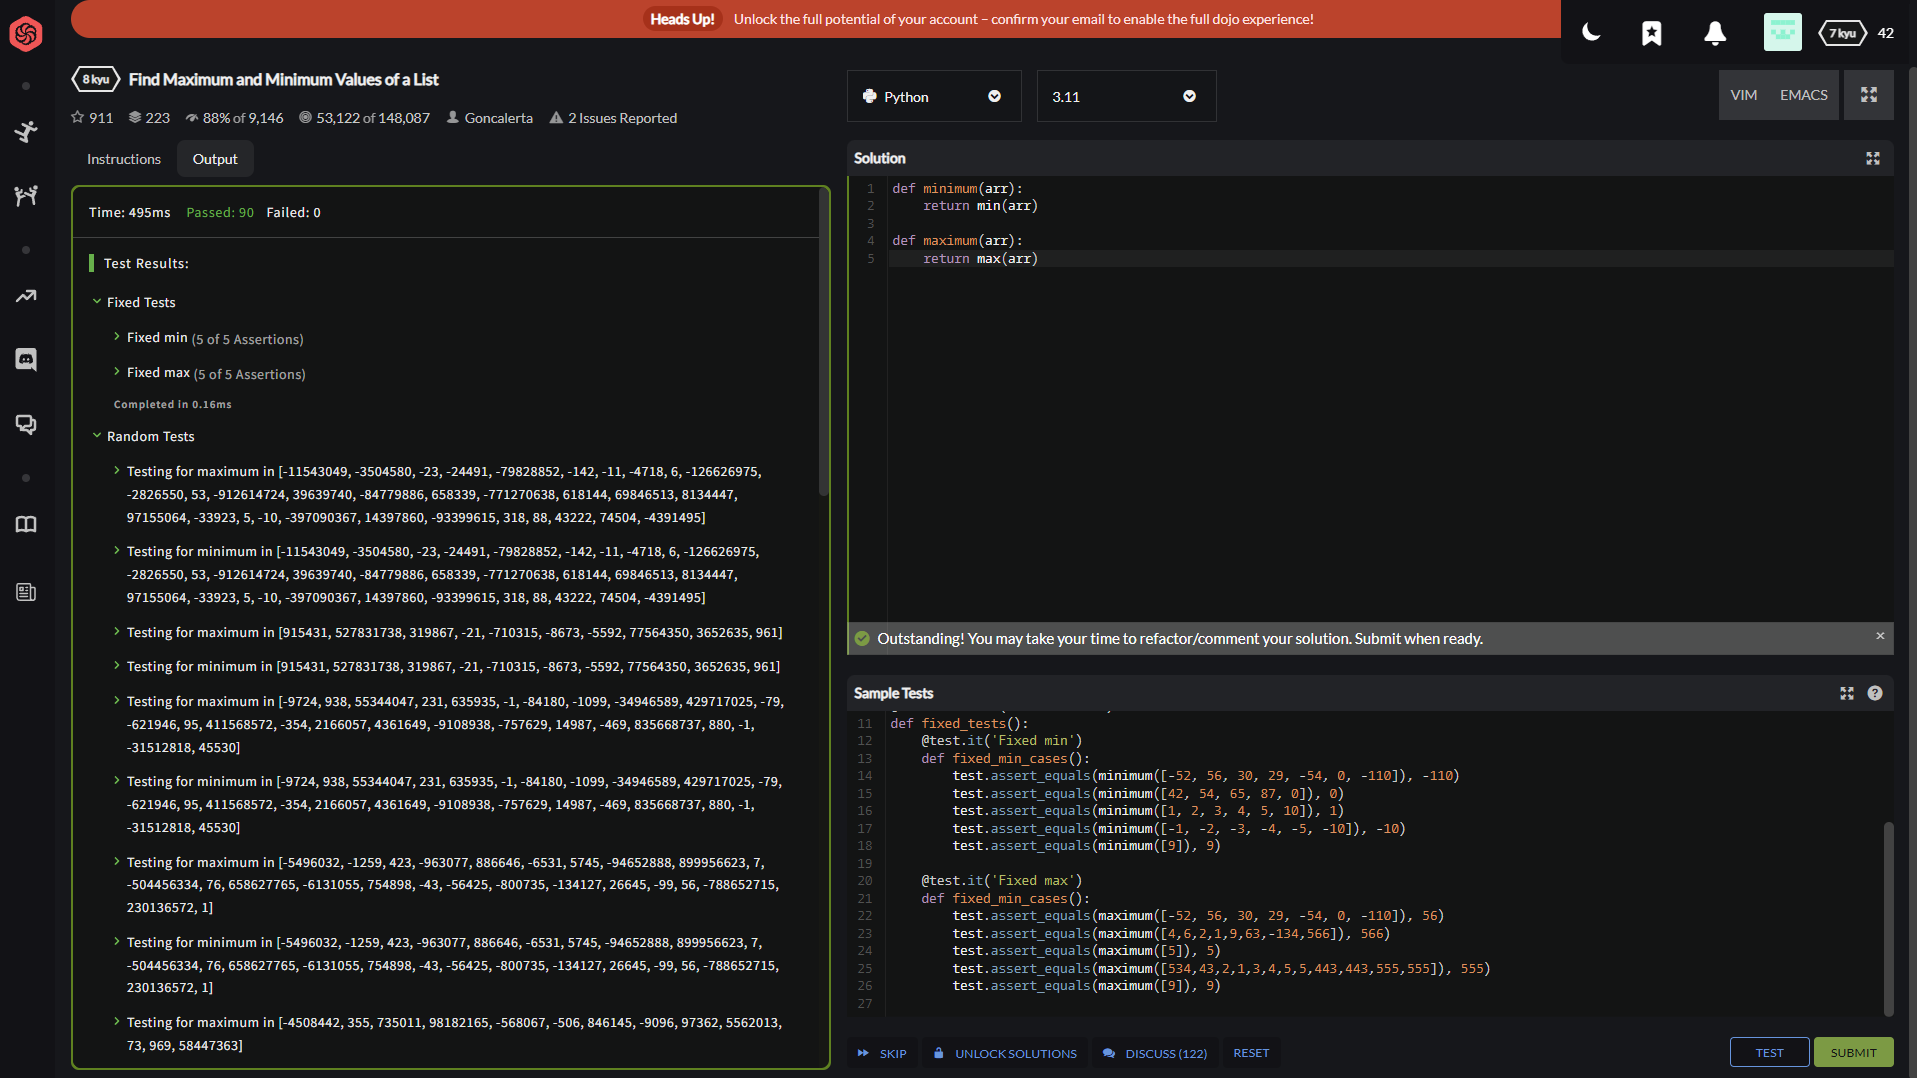 Heads Up! Unlock the full potential of your account – confirm your email to enable the full dojo experience!
7 kyu 42
8 kyu Find Maximum and Minimum Values of a List
911 223 88% of 9,146 53,122 of 148,087 Goncalerta 2 Issues Reported
Instructions Output
Time: 495ms Passed: 90 Failed: 0
Test Results:
Fixed Tests
Fixed min (5 of 5 Assertions)
Fixed max (5 of 5 Assertions)
Completed in 0.16ms
Random Tests
Testing for maximum in [-11543049, -3504580, -23, -24491, -79828852, -142, -11, -4718, 6, -126626975,
-2826550, 53, -912614724, 39639740, -84779886, 658339, -771270638, 618144, 69846513, 8134447,
97155064, -33923, 5, -10, -397090367, 14397860, -93399615, 318, 88, 43222, 74504, -4391495]
Testing for minimum in [-11543049, -3504580, -23, -24491, -79828852, -142, -11, -4718, 6, -126626975,
-2826550, 53, -912614724, 39639740, -84779886, 658339, -771270638, 618144, 69846513, 8134447,
97155064, -33923, 5, -10, -397090367, 14397860, -93399615, 318, 88, 43222, 74504, -4391495]
Testing for maximum in [915431, 527831738, 319867, -21, -710315, -8673, -5592, 77564350, 3652635, 961]
Testing for minimum in [915431, 527831738, 319867, -21, -710315, -8673, -5592, 77564350, 3652635, 961]
Testing for maximum in [-9724, 938, 55344047, 231, 635935, -1, -84180, -1099, -34946589, 429717025, -79,
-621946, 95, 411568572, -354, 2166057, 4361649, -9108938, -757629, 14987, -469, 835668737, 880, -1,
-31512818, 45530]
Testing for minimum in [-9724, 938, 55344047, 231, 635935, -1, -84180, -1099, -34946589, 429717025, -79,
-621946, 95, 411568572, -354, 2166057, 4361649, -9108938, -757629, 14987, -469, 835668737, 880, -1,
-31512818, 45530]
Testing for maximum in [-5496032, -1259, 423, -963077, 886646, -6531, 5745, -94652888, 899956623, 7,
-504456334, 76, 658627765, -6131055, 754898, -43, -56425, -800735, -134127, 26645, -99, 56, -788652715,
230136572, 1]
Testing for minimum in [-5496032, -1259, 423, -963077, 886646, -6531, 5745, -94652888, 899956623, 7,
-504456334, 76, 658627765, -6131055, 754898, -43, -56425, -800735, -134127, 26645, -99, 56, -788652715,
230136572, 1]
Testing for maximum in [-4508442, 355, 735011, 98182165, -568067, -506, 846145, -9096, 97362, 5562013,
73, 969, 58447363]
Python 3.11 VIM EMACS
Solution
1 def minimum(arr):
2     return min(arr)
3
4 def maximum(arr):
5     return max(arr)
Outstanding! You may take your time to refactor/comment your solution. Submit when ready.
Sample Tests
11 def fixed_tests():
12     @test.it('Fixed min')
13     def fixed_min_cases():
14         test.assert_equals(minimum([-52, 56, 30, 29, -54, 0, -110]), -110)
15         test.assert_equals(minimum([42, 54, 65, 87, 0]), 0)
16         test.assert_equals(minimum([1, 2, 3, 4, 5, 10]), 1)
17         test.assert_equals(minimum([-1, -2, -3, -4, -5, -10]), -10)
18         test.assert_equals(minimum([9]), 9)
19
20     @test.it('Fixed max')
21     def fixed_min_cases():
22         test.assert_equals(maximum([-52, 56, 30, 29, -54, 0, -110]), 56)
23         test.assert_equals(maximum([4,6,2,1,9,63,-134,566]), 566)
24         test.assert_equals(maximum([5]), 5)
25         test.assert_equals(maximum([534,43,2,1,3,4,5,5,443,443,555,555]), 555)
26         test.assert_equals(maximum([9]), 9)
27
SKIP UNLOCK SOLUTIONS DISCUSS (122) RESET TEST SUBMIT